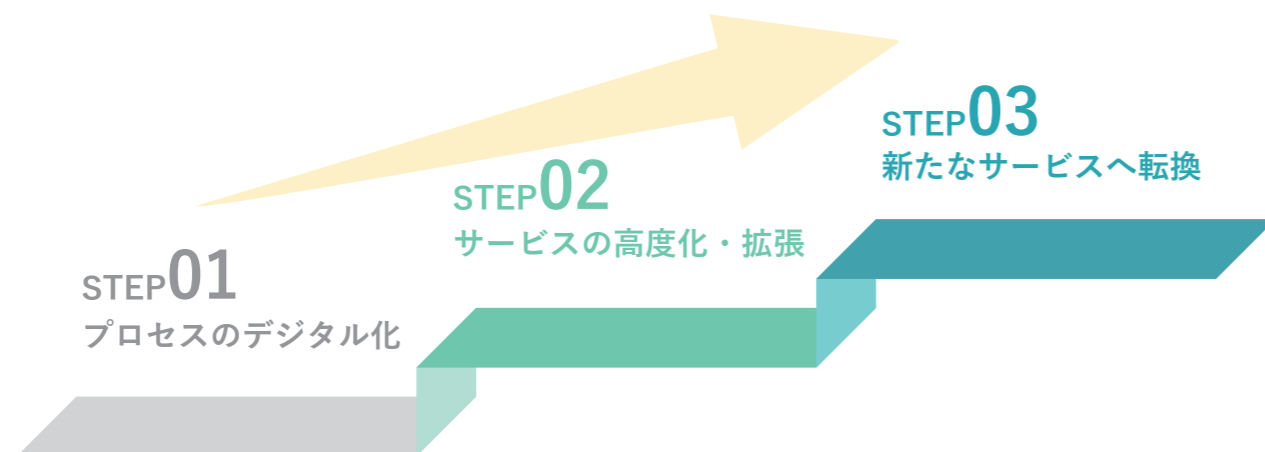 STEP01
プロセスのデジタル化
STEP02
サービスの高度化・拡張
STEP03
新たなサービスへ転換